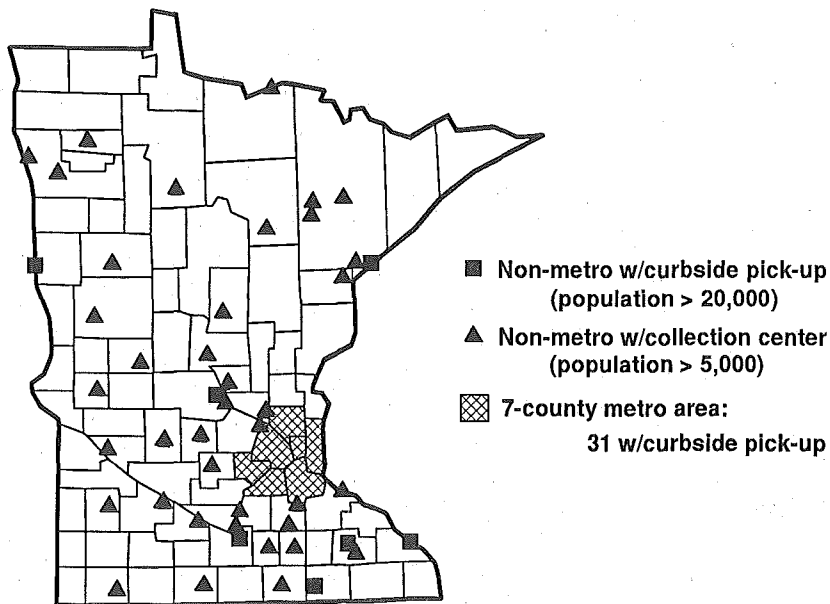 Non-metro w/curbside pick-up
(population > 20,000)
Non-metro w/collection center
(population > 5,000)
7-county metro area:
31 w/curbside pick-up